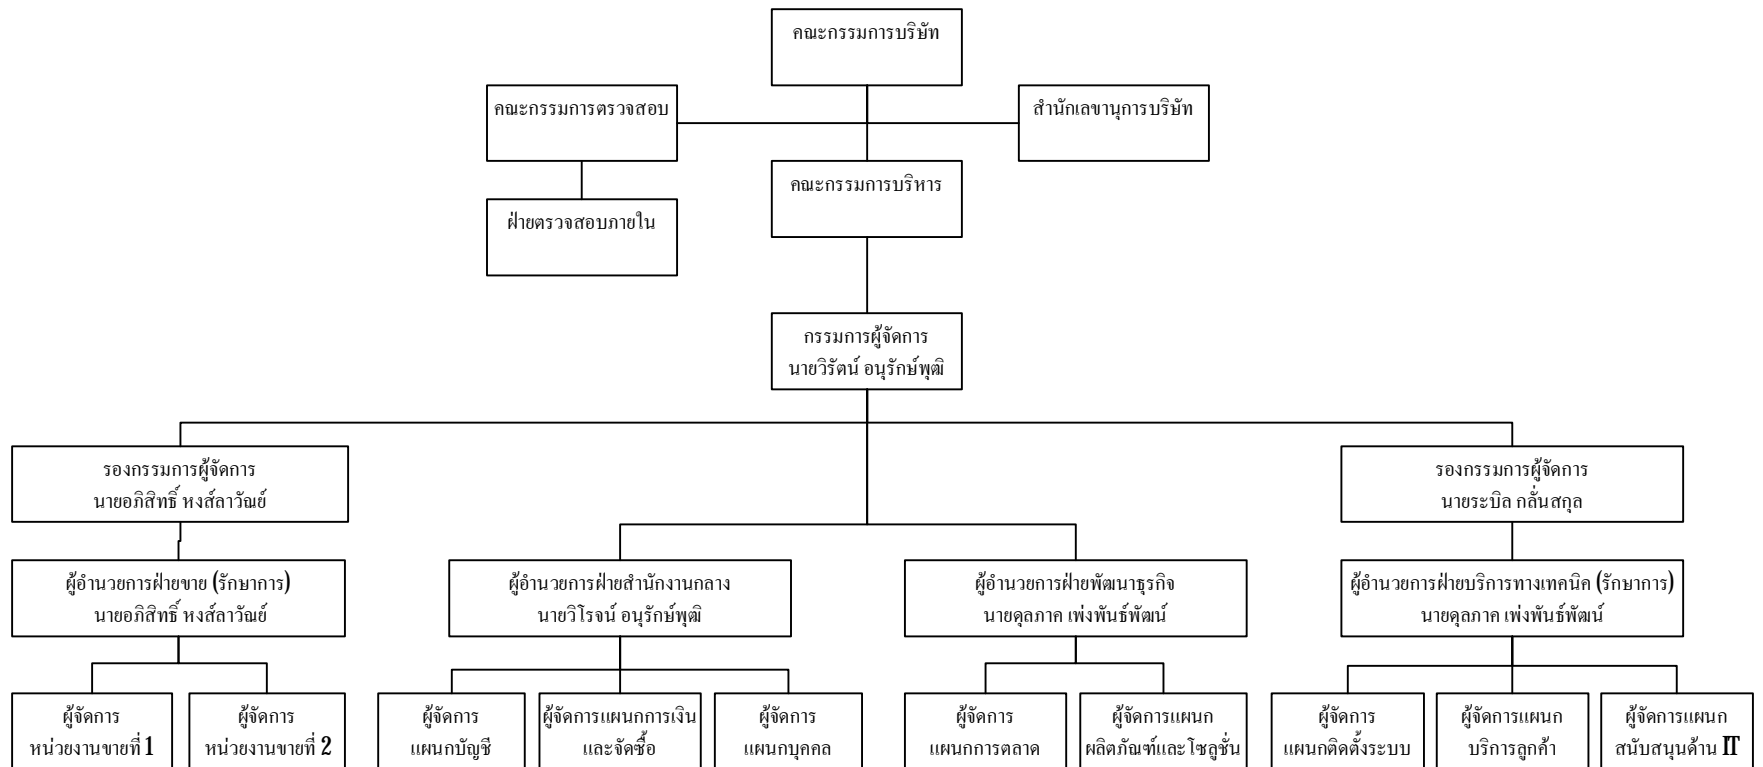 คณะกรรมการบริษัท
คณะกรรมการตรวจสอบ
สำนักเลขานุการบริษัท
คณะกรรมการบริหาร
ฝ่ายตรวจสอบภายใน
กรรมการผู้จัดการ
นายวิรัตน์ อนุรักษ์พุฒิ
รองกรรมการผู้จัดการ
นายอภิสิทธิ์ หงส์ลาวัณย์
รองกรรมการผู้จัดการ
นายระบิล กลั่นสกุล
ผู้อำนวยการฝ่ายขาย (รักษาการ)
นายอภิสิทธิ์ หงส์ลาวัณย์
ผู้อำนวยการฝ่ายสำนักงานกลาง
นายวิโรจน์ อนุรักษ์พุฒิ
ผู้อำนวยการฝ่ายพัฒนาธุรกิจ
นายดุลภาค เพ่งพันธ์พัฒน์
ผู้อำนวยการฝ่ายบริการทางเทคนิค (รักษาการ)
นายดุลภาค เพ่งพันธ์พัฒน์
ผู้จัดการ
หน่วยงานขายที่ 1
ผู้จัดการ
หน่วยงานขายที่ 2
ผู้จัดการ
แผนกบัญชี
ผู้จัดการแผนกการเงิน
และจัดซื้อ
ผู้จัดการ
แผนกบุคคล
ผู้จัดการ
แผนกการตลาด
ผู้จัดการแผนก
ผลิตภัณฑ์และโซลูชั่น
ผู้จัดการ
แผนกติดตั้งระบบ
ผู้จัดการแผนก
บริการลูกค้า
ผู้จัดการแผนก
สนับสนุนด้าน IT